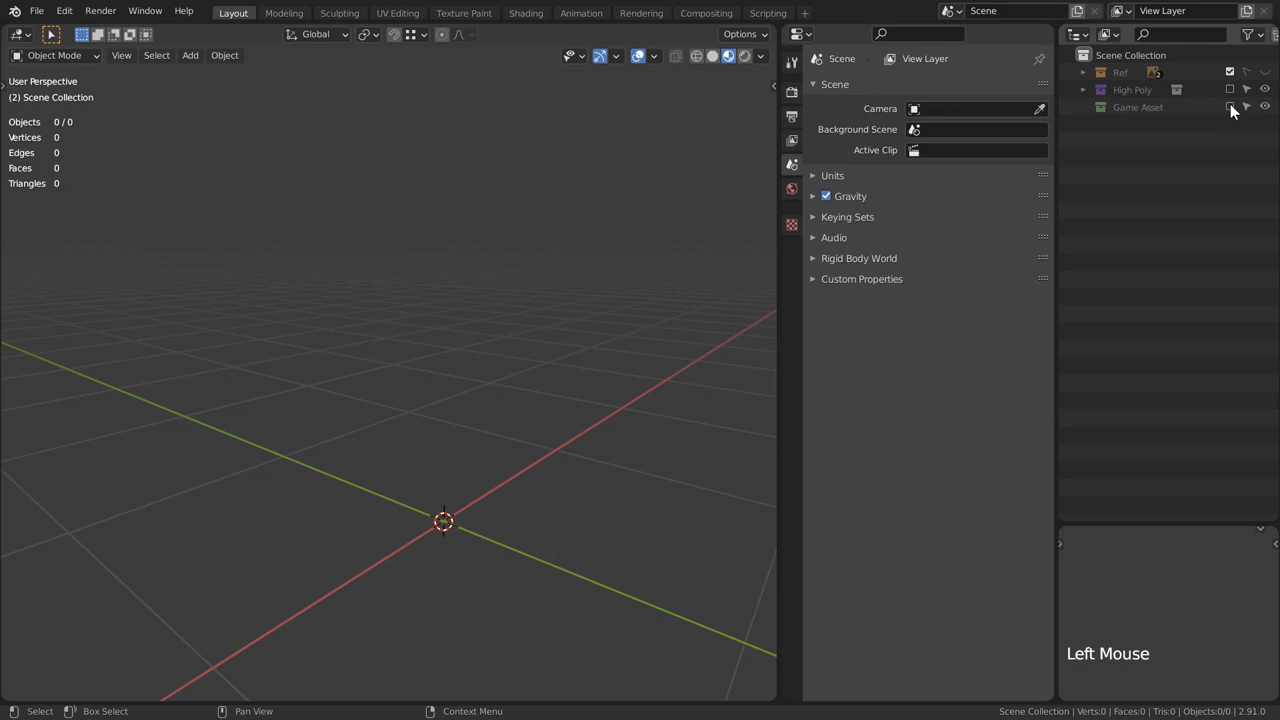 File Edit Render Window Help Layout Modeling Sculpting UV Editing Texture Paint Shading Animation Rendering Compositing Scripting + Scene View Layer
Global Options
Object Mode View Select Add Object
User Perspective
(2) Scene Collection
Objects 0 / 0
Vertices 0
Edges 0
Faces 0
Triangles 0
Scene View Layer
Scene
Camera
Background Scene
Active Clip
Units
Gravity
Keying Sets
Audio
Rigid Body World
Custom Properties
Scene Collection
Ref 2
High Poly
Game Asset
Left Mouse
Select Box Select Pan View Context Menu Scene Collection | Verts:0 | Faces:0 | Tris:0 | Objects:0/0 | 2.91.0